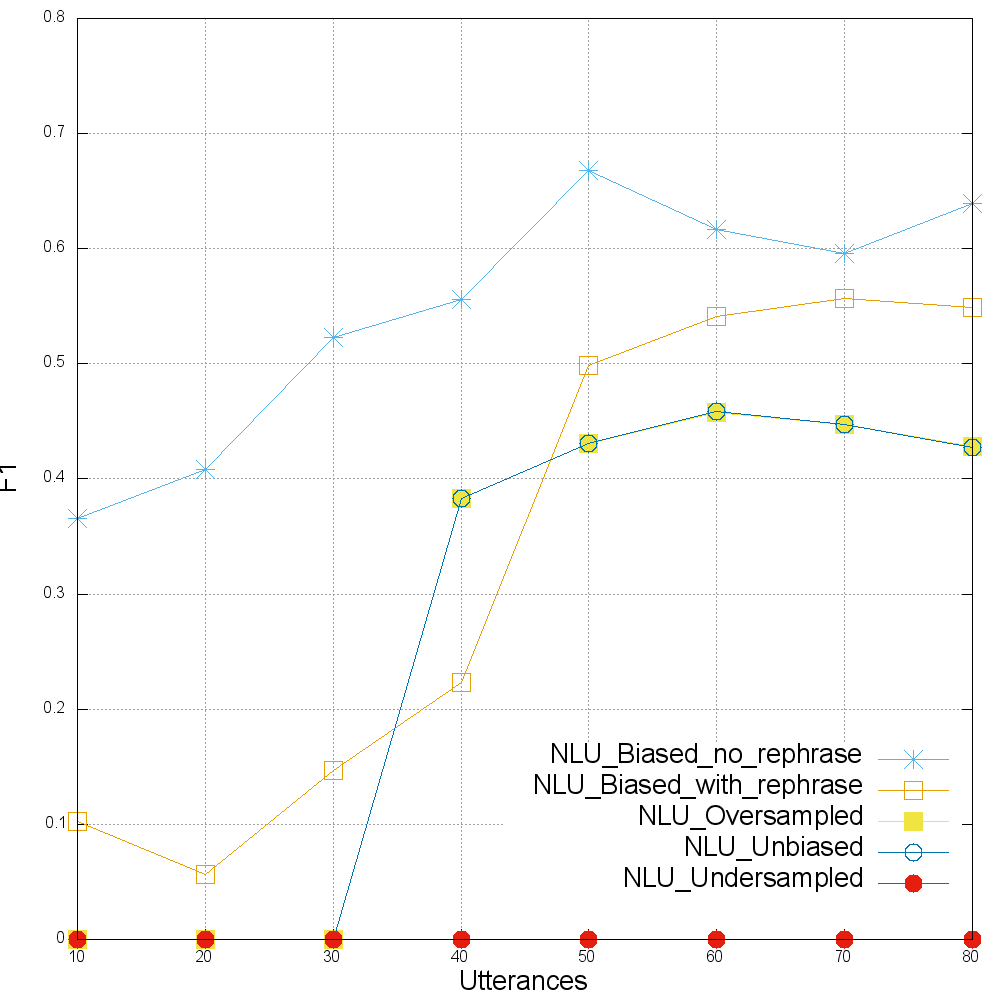 0.8
0.7
0.6
0.5
0.4
0.3
0.2
0.1
0
F1
NLU_Biased_no_rephrase
NLU_Biased_with_rephrase
NLU_Oversampled
NLU_Unbiased
NLU_Undersampled
10 20 30 40 50 60 70 80
Utterances